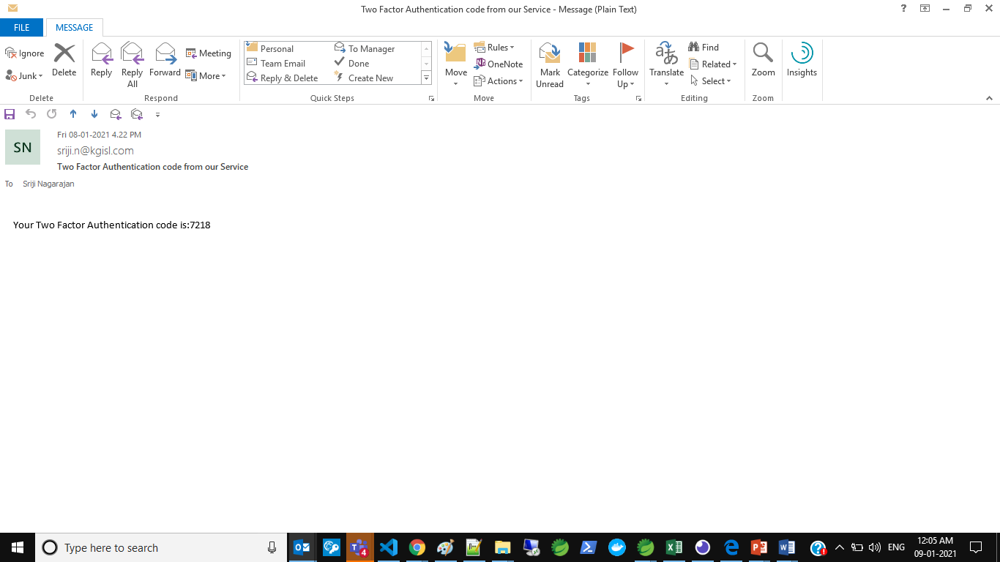 Two Factor Authentication code from our Service - Message (Plain Text)
?
FILE
MESSAGE
Ignore
Junk
Delete
Delete
Reply
Reply All
Forward
Meeting
More
Respond
Personal
To Manager
Team Email
Done
Reply & Delete
Create New
Quick Steps
Move
Rules
OneNote
Actions
Move
Mark Unread
Categorize
Follow Up
Tags
Translate
Find
Related
Select
Editing
Zoom
Zoom
Insights
SN
Fri 08-01-2021 4.22 PM
sriji.n@kgisl.com
Two Factor Authentication code from our Service
To Sriji Nagarajan
Your Two Factor Authentication code is:7218
Type here to search
4
ENG
12:05 AM
09-01-2021